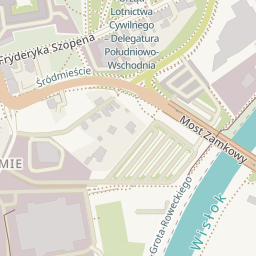 Urząd
Lotnictwa
Cywilnego
- Delegatura
Południowo-
Wschodnia
Fryderyka Szopena
Śródmieście
Most Zamkowy
MIE
-Grota-Roweckiego
Wisłok